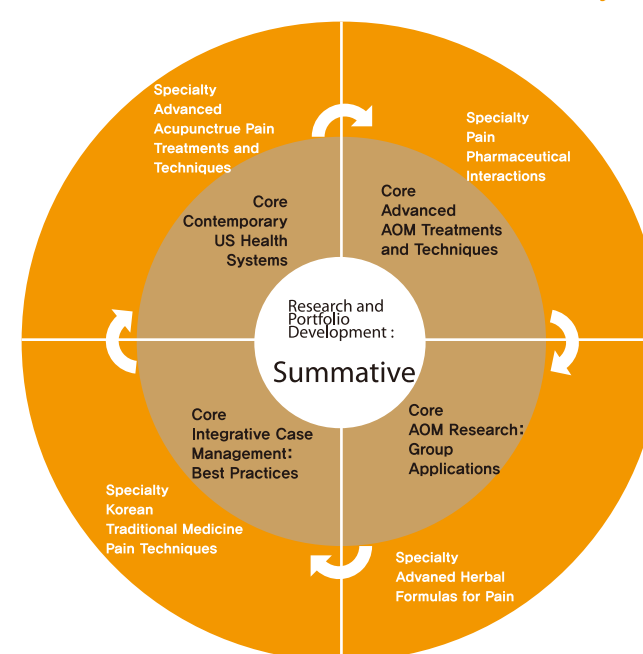 Specialty
Advanced
Acupunctrue Pain
Treatments and
Techniques
Specialty
Pain
Pharmaceutical
Interactions
Core
Contemporary
US Health
Systems
Core
Advanced
AOM Treatments
and Techniques
Research and
Portfolio
Development :
Summative
Core
Integrative Case
Management:
Best Practices
Core
AOM Research:
Group
Applications
Specialty
Korean
Traditional Medicine
Pain Techniques
Specialty
Advaned Herbal
Formulas for Pain